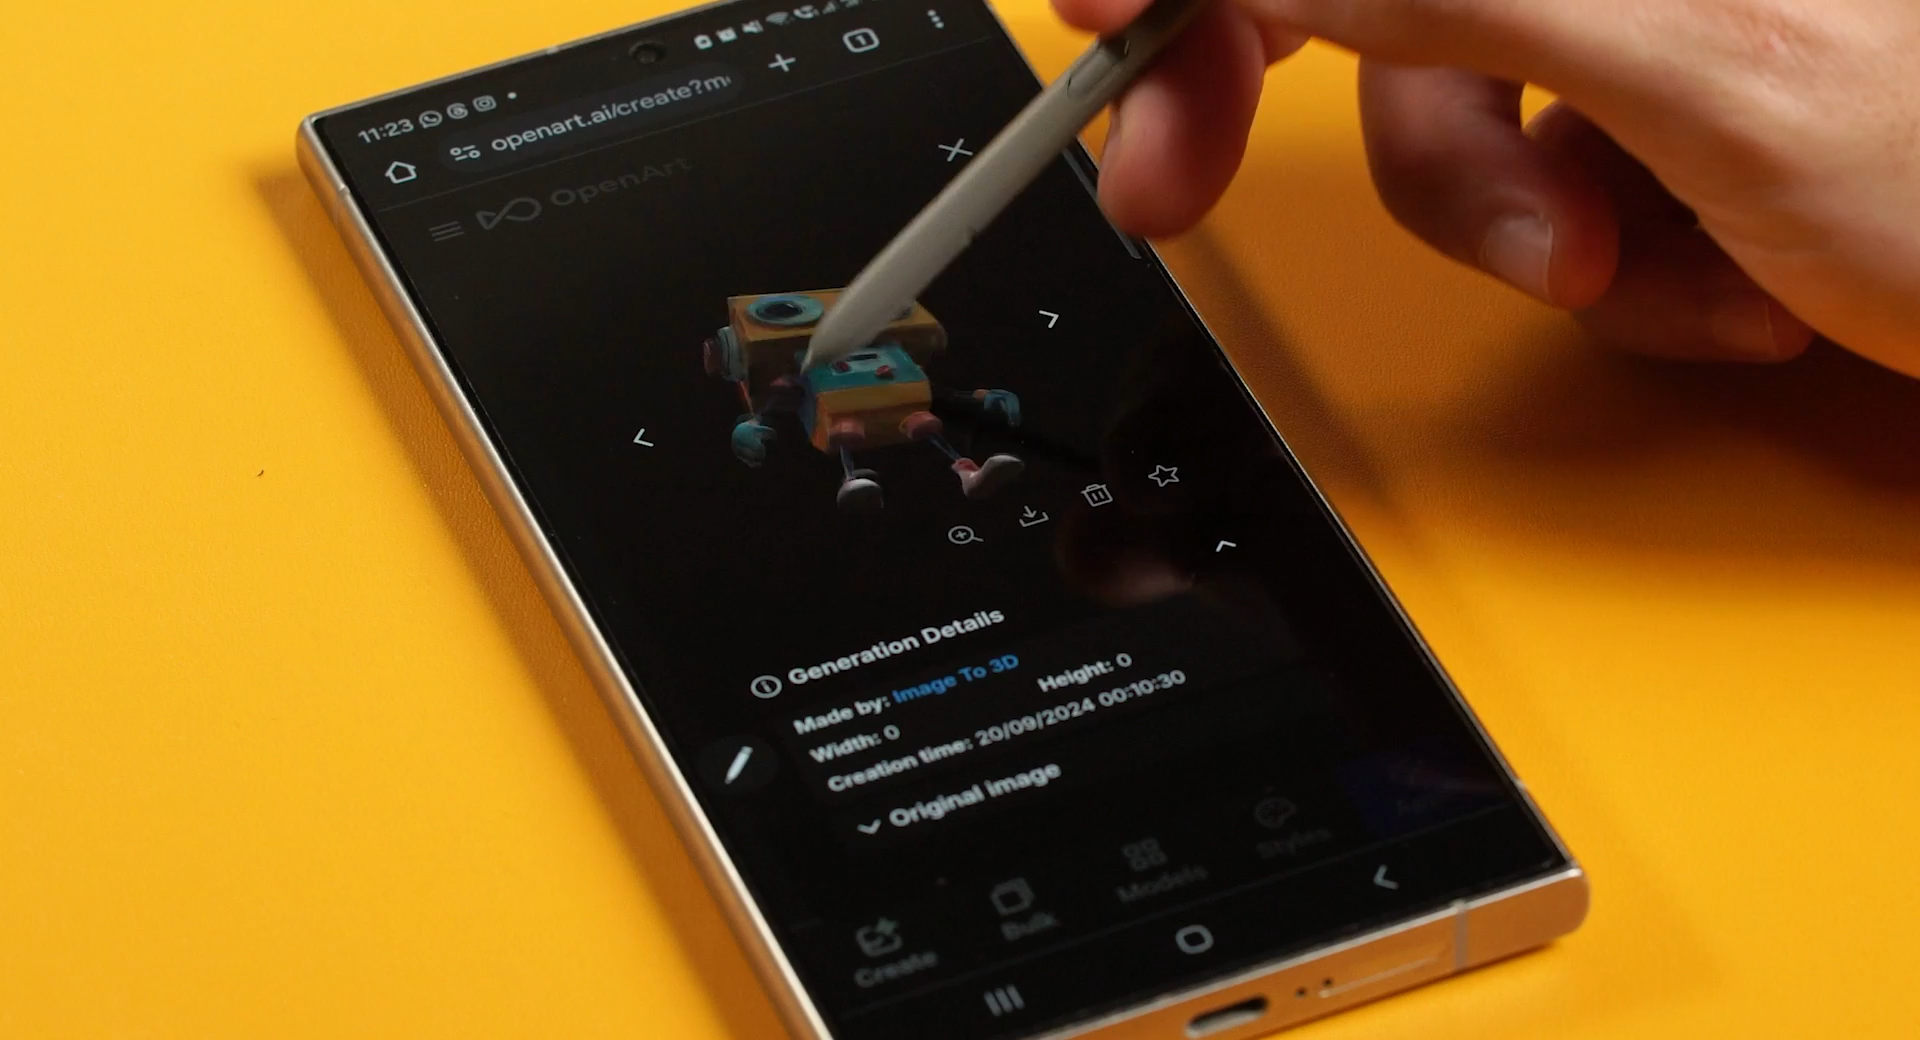 11:23
openart.ai/create?m
1
OpenArt
Generation Details
Made by: Image To 3D
Width: 0 Height: 0
Creation time: 20/09/2024 00:10:30
Original image
Create Bulk Models Styles